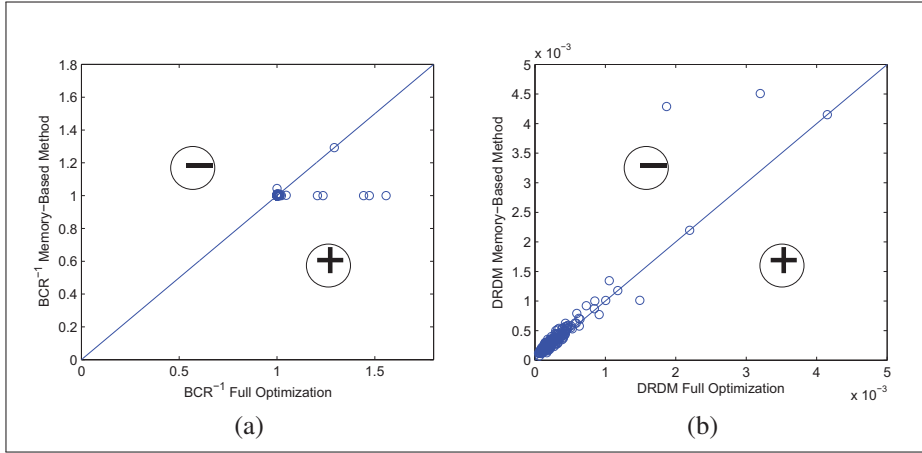 1.8
1.6
1.4
1.2
1
0.8
0.6
0.4
0.2
0
0 0.5 1 1.5
BCR⁻¹ Memory-Based Method
BCR⁻¹ Full Optimization
− +
(a)
x 10⁻³
5
4.5
4
3.5
3
2.5
2
1.5
1
0.5
0
0 1 2 3 4 5
x 10⁻³
DRDM Memory-Based Method
DRDM Full Optimization
− +
(b)